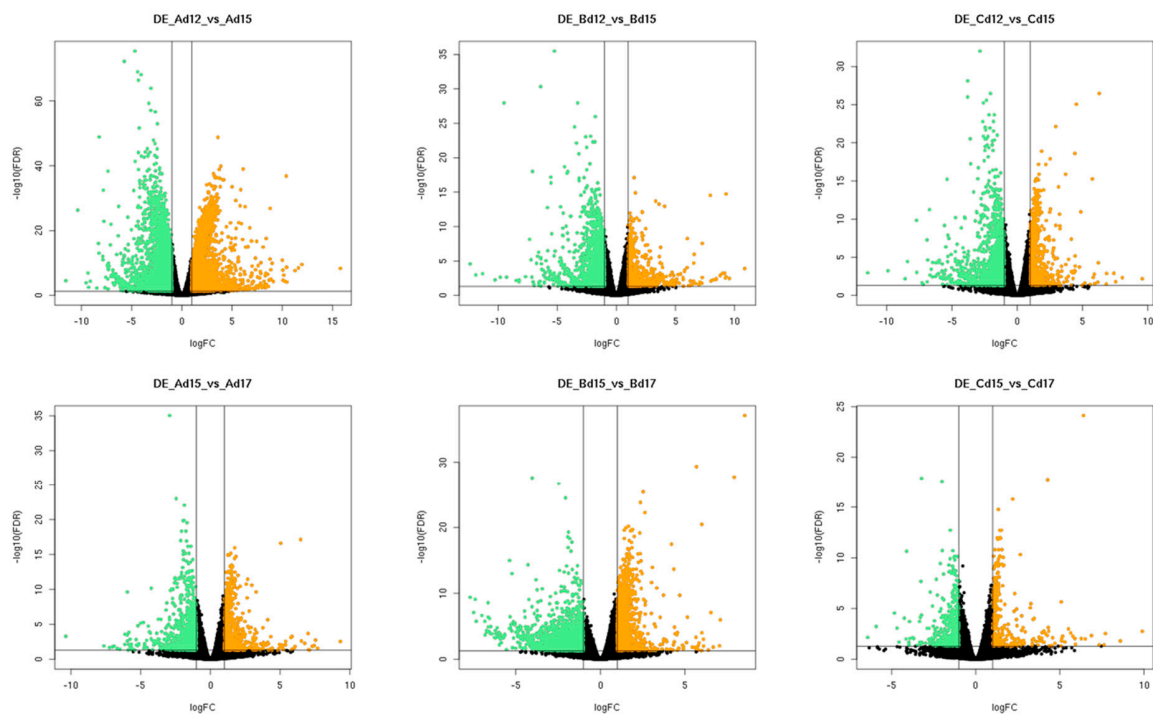 DE_Ad12_vs_Ad15
-log10(FDR)
60
40
20
0
-10 -5 0 5 10 15
logFC
DE_Bd12_vs_Bd15
-log10(FDR)
35
30
25
20
15
10
5
0
-10 -5 0 5 10
logFC
DE_Cd12_vs_Cd15
-log10(FDR)
30
25
20
15
10
5
0
-10 -5 0 5 10
logFC
DE_Ad15_vs_Ad17
-log10(FDR)
35
30
25
20
15
10
5
0
-10 -5 0 5 10
logFC
DE_Bd15_vs_Bd17
-log10(FDR)
30
20
10
0
-5 0 5
logFC
DE_Cd15_vs_Cd17
-log10(FDR)
25
20
15
10
5
0
-5 0 5 10
logFC